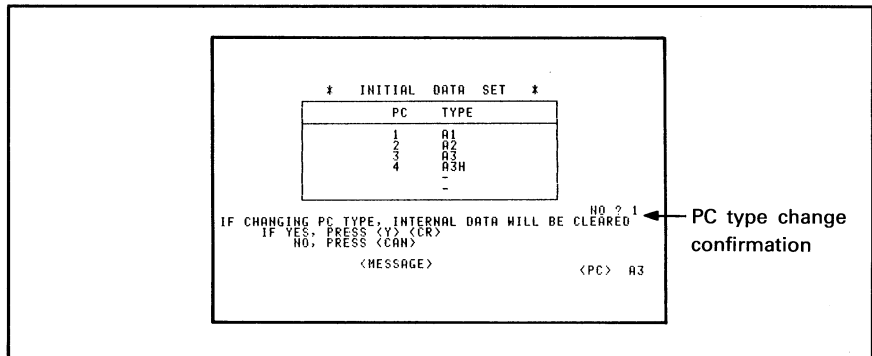 * INITIAL DATA SET *
PC TYPE
1 A1
2 A2
3 A3
4 A3H
-
-
NO ? 1
IF CHANGING PC TYPE, INTERNAL DATA WILL BE CLEARED
IF YES, PRESS <Y> <CR>
NO, PRESS <CAN>
PC type change
confirmation
<MESSAGE>
<PC> A3